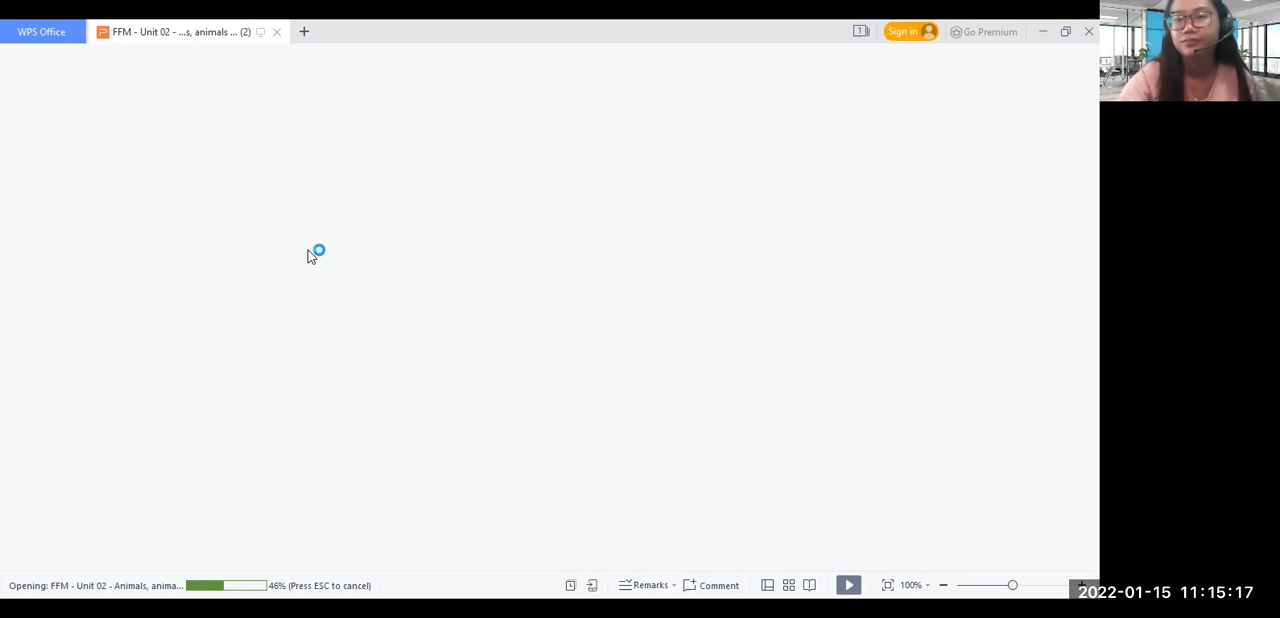 WPS Office
FFM - Unit 02 - ...s, animals ... (2)
1
Sign in
Go Premium
Opening: FFM - Unit 02 - Animals, anima...
46% (Press ESC to cancel)
Remarks
Comment
100%
2022-01-15 11:15:17